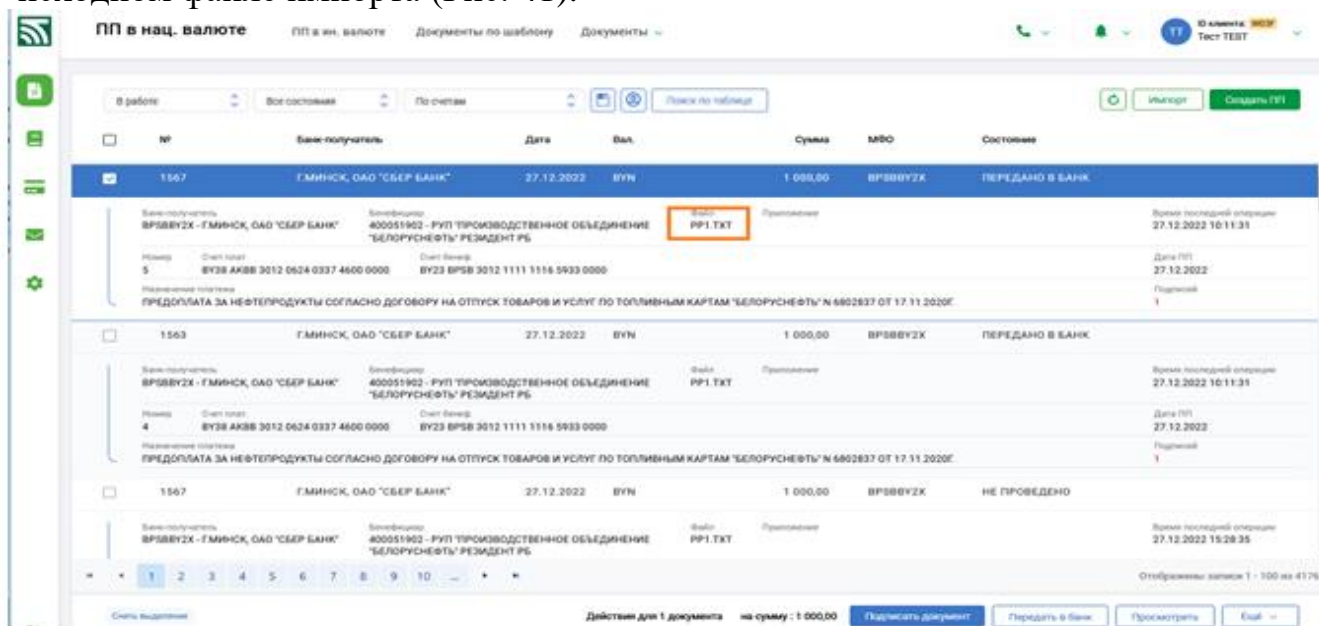 ПП в нац. валюте ПП в ин. валюте Документы по шаблону Документы
ID клиента:
TT Тест TEST
В работе Все состояния По счетам Поиск по таблице Импорт Создать ПП
№ Банк-получатель Дата Вал. Сумма МФО Состояние
1567 Г.МИНСК, ОАО "СБЕР БАНК" 27.12.2022 BYN 1 000,00 BPSBBY2X ПЕРЕДАНО В БАНК
Банк-получатель Бенефициар Файл Приложение Время последней операции
BPSBBY2X - Г.МИНСК, ОАО "СБЕР БАНК" 400051902 - РУП "ПРОИЗВОДСТВЕННОЕ ОБЪЕДИНЕНИЕ PP1.TXT 27.12.2022 10:11:31
"БЕЛОРУСНЕФТЬ" РЕЗИДЕНТ РБ
Номер Счет плат. Счет бенеф. Дата ПП
5 BY38 AKBB 3012 0624 0337 4600 0000 BY23 BPSB 3012 1111 1116 5933 0000 27.12.2022
Назначение платежа Подписей
ПРЕДОПЛАТА ЗА НЕФТЕПРОДУКТЫ СОГЛАСНО ДОГОВОРУ НА ОТПУСК ТОВАРОВ И УСЛУГ ПО ТОПЛИВНЫМ КАРТАМ "БЕЛОРУСНЕФТЬ" N 6802837 ОТ 17.11.2020Г. 1
1563 Г.МИНСК, ОАО "СБЕР БАНК" 27.12.2022 BYN 1 000,00 BPSBBY2X ПЕРЕДАНО В БАНК
Банк-получатель Бенефициар Файл Приложение Время последней операции
BPSBBY2X - Г.МИНСК, ОАО "СБЕР БАНК" 400051902 - РУП "ПРОИЗВОДСТВЕННОЕ ОБЪЕДИНЕНИЕ PP1.TXT 27.12.2022 10:11:31
"БЕЛОРУСНЕФТЬ" РЕЗИДЕНТ РБ
Номер Счет плат. Счет бенеф. Дата ПП
4 BY38 AKBB 3012 0624 0337 4600 0000 BY23 BPSB 3012 1111 1116 5933 0000 27.12.2022
Назначение платежа Подписей
ПРЕДОПЛАТА ЗА НЕФТЕПРОДУКТЫ СОГЛАСНО ДОГОВОРУ НА ОТПУСК ТОВАРОВ И УСЛУГ ПО ТОПЛИВНЫМ КАРТАМ "БЕЛОРУСНЕФТЬ" N 6802837 ОТ 17.11.2020Г. 1
1567 Г.МИНСК, ОАО "СБЕР БАНК" 27.12.2022 BYN 1 000,00 BPSBBY2X НЕ ПРОВЕДЕНО
Банк-получатель Бенефициар Файл Приложение Время последней операции
BPSBBY2X - Г.МИНСК, ОАО "СБЕР БАНК" 400051902 - РУП "ПРОИЗВОДСТВЕННОЕ ОБЪЕДИНЕНИЕ PP1.TXT 27.12.2022 15:28:35
"БЕЛОРУСНЕФТЬ" РЕЗИДЕНТ РБ
1 2 3 4 5 6 7 8 9 10 ... Отображены записи 1 - 100 из 4176
Снять выделение Действия для 1 документа на сумму : 1 000,00 Подписать документ Передать в банк Просмотреть Ещё